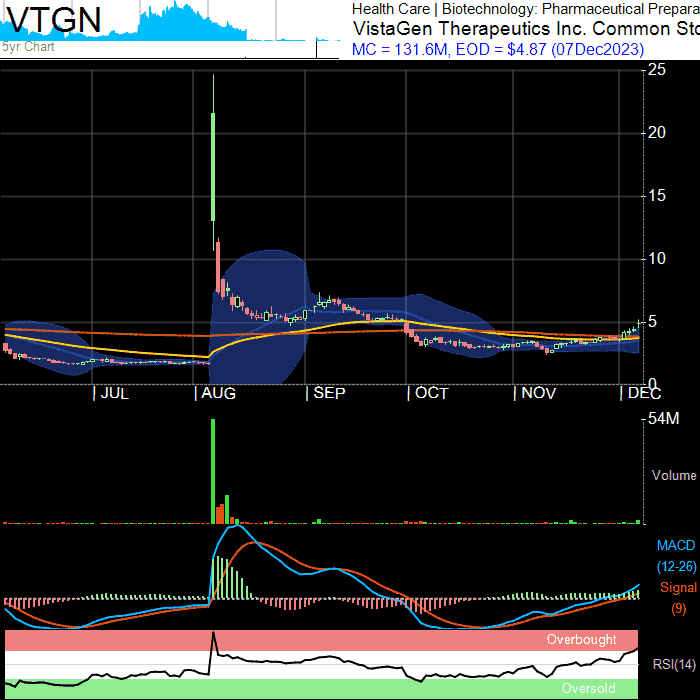 VTGN
5yr Chart
Health Care | Biotechnology: Pharmaceutical Prepara
VistaGen Therapeutics Inc. Common Sto
MC = 131.6M, EOD = $4.87 (07Dec2023)
25
20
15
10
5
0
JUL
AUG
SEP
OCT
NOV
DEC
54M
Volume
MACD
(12-26)
Signal
(9)
Overbought
RSI(14)
Oversold